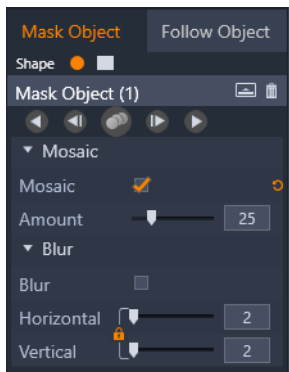 Mask Object Follow Object
Shape
Mask Object (1)
Mosaic
Mosaic
Amount 25
Blur
Blur
Horizontal 2
Vertical 2